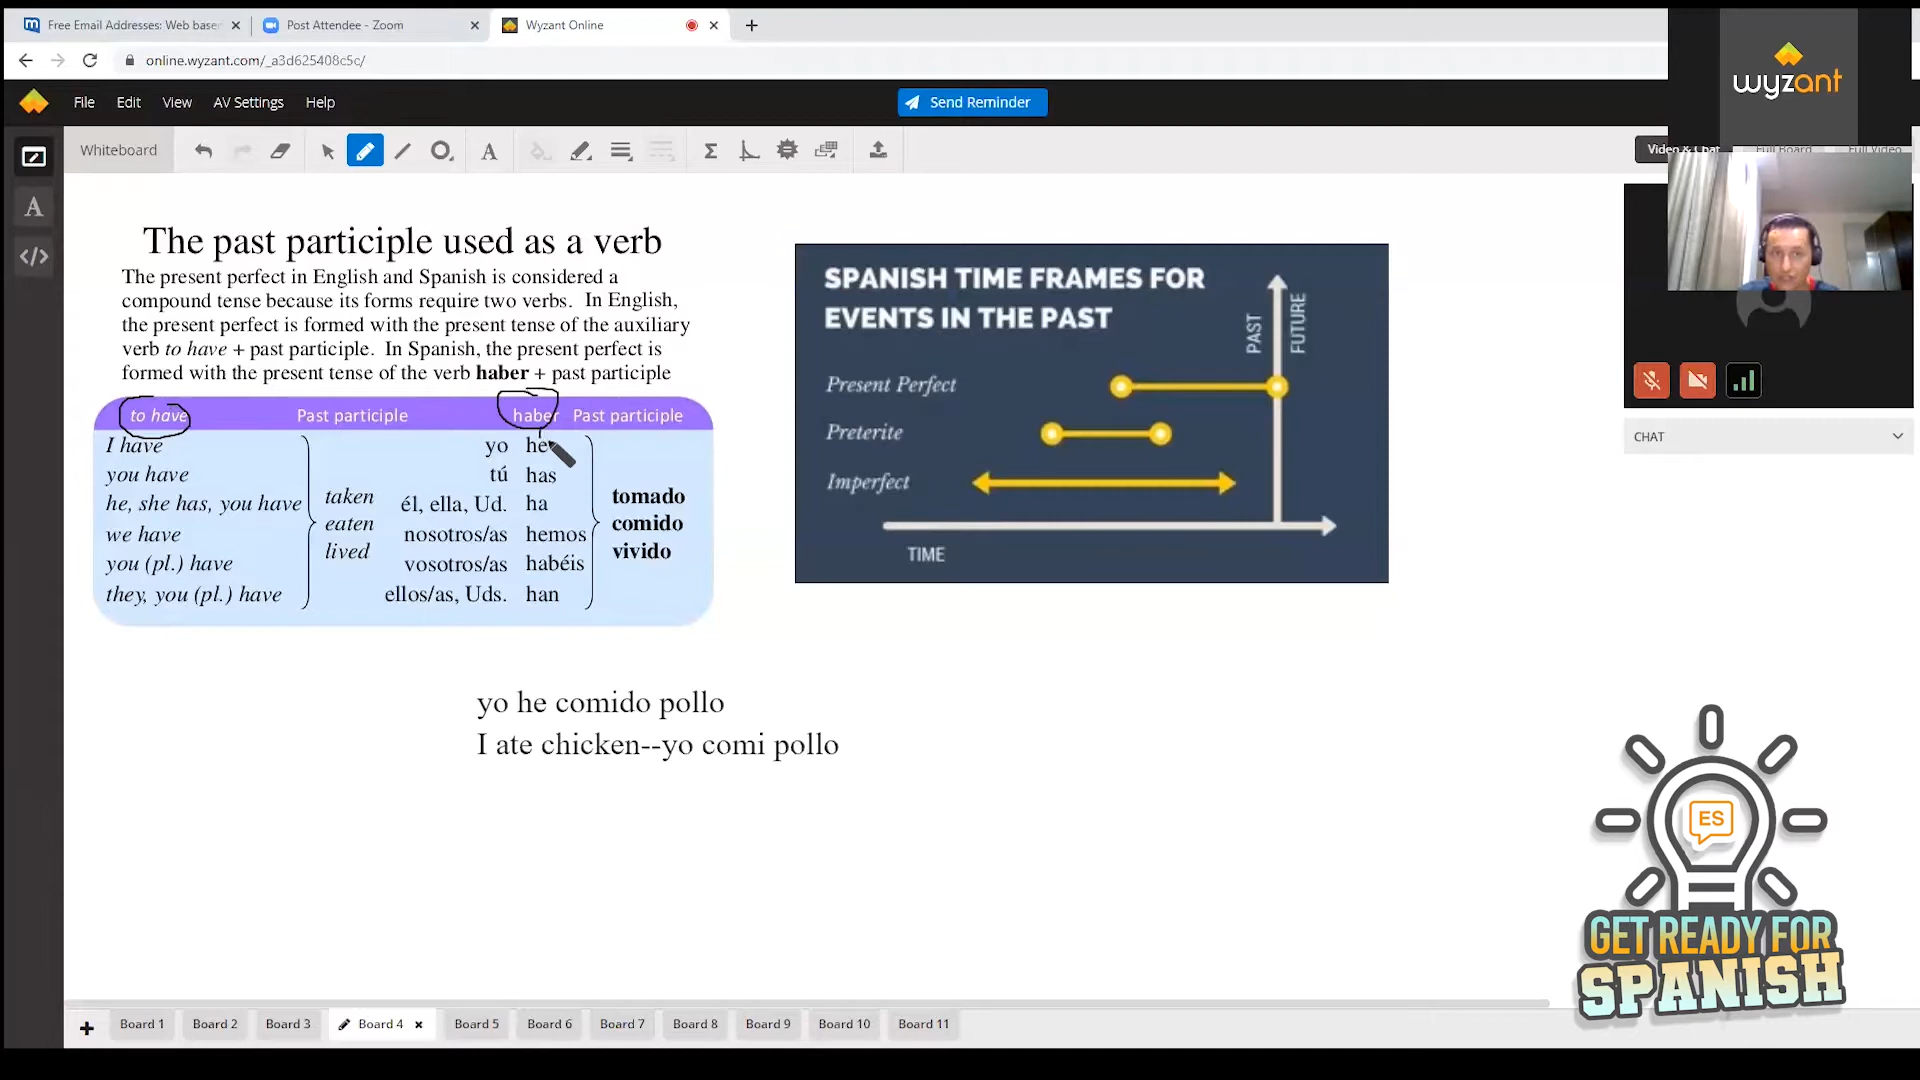 Free Email Addresses: Web base
Post Attendee - Zoom
Wyzant Online
online.wyzant.com/_a3d625408c5c/
wyzant
File Edit View AV Settings Help
Send Reminder
Whiteboard
A
Σ
Video & Chat Full Board Full Video
A
</>
The past participle used as a verb
The present perfect in English and Spanish is considered a
compound tense because its forms require two verbs. In English,
the present perfect is formed with the present tense of the auxiliary
verb to have + past participle. In Spanish, the present perfect is
formed with the present tense of the verb haber + past participle
to have Past participle haber Past participle
I have yo he
you have tú has
he, she has, you have él, ella, Ud. ha
we have nosotros/as hemos
you (pl.) have vosotros/as habéis
they, you (pl.) have ellos/as, Uds. han
taken
eaten
lived
tomado
comido
vivido
SPANISH TIME FRAMES FOR
EVENTS IN THE PAST
PAST
FUTURE
Present Perfect
Preterite
Imperfect
TIME
CHAT
yo he comido pollo
I ate chicken--yo comi pollo
ES
GET READY FOR
SPANISH
Board 1 Board 2 Board 3 Board 4 Board 5 Board 6 Board 7 Board 8 Board 9 Board 10 Board 11